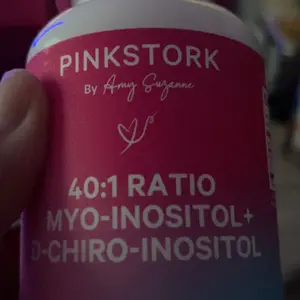 PINKSTORK
By Amy Suzanne
40:1 RATIO
MYO-INOSITOL+
D-CHIRO-INOSITOL